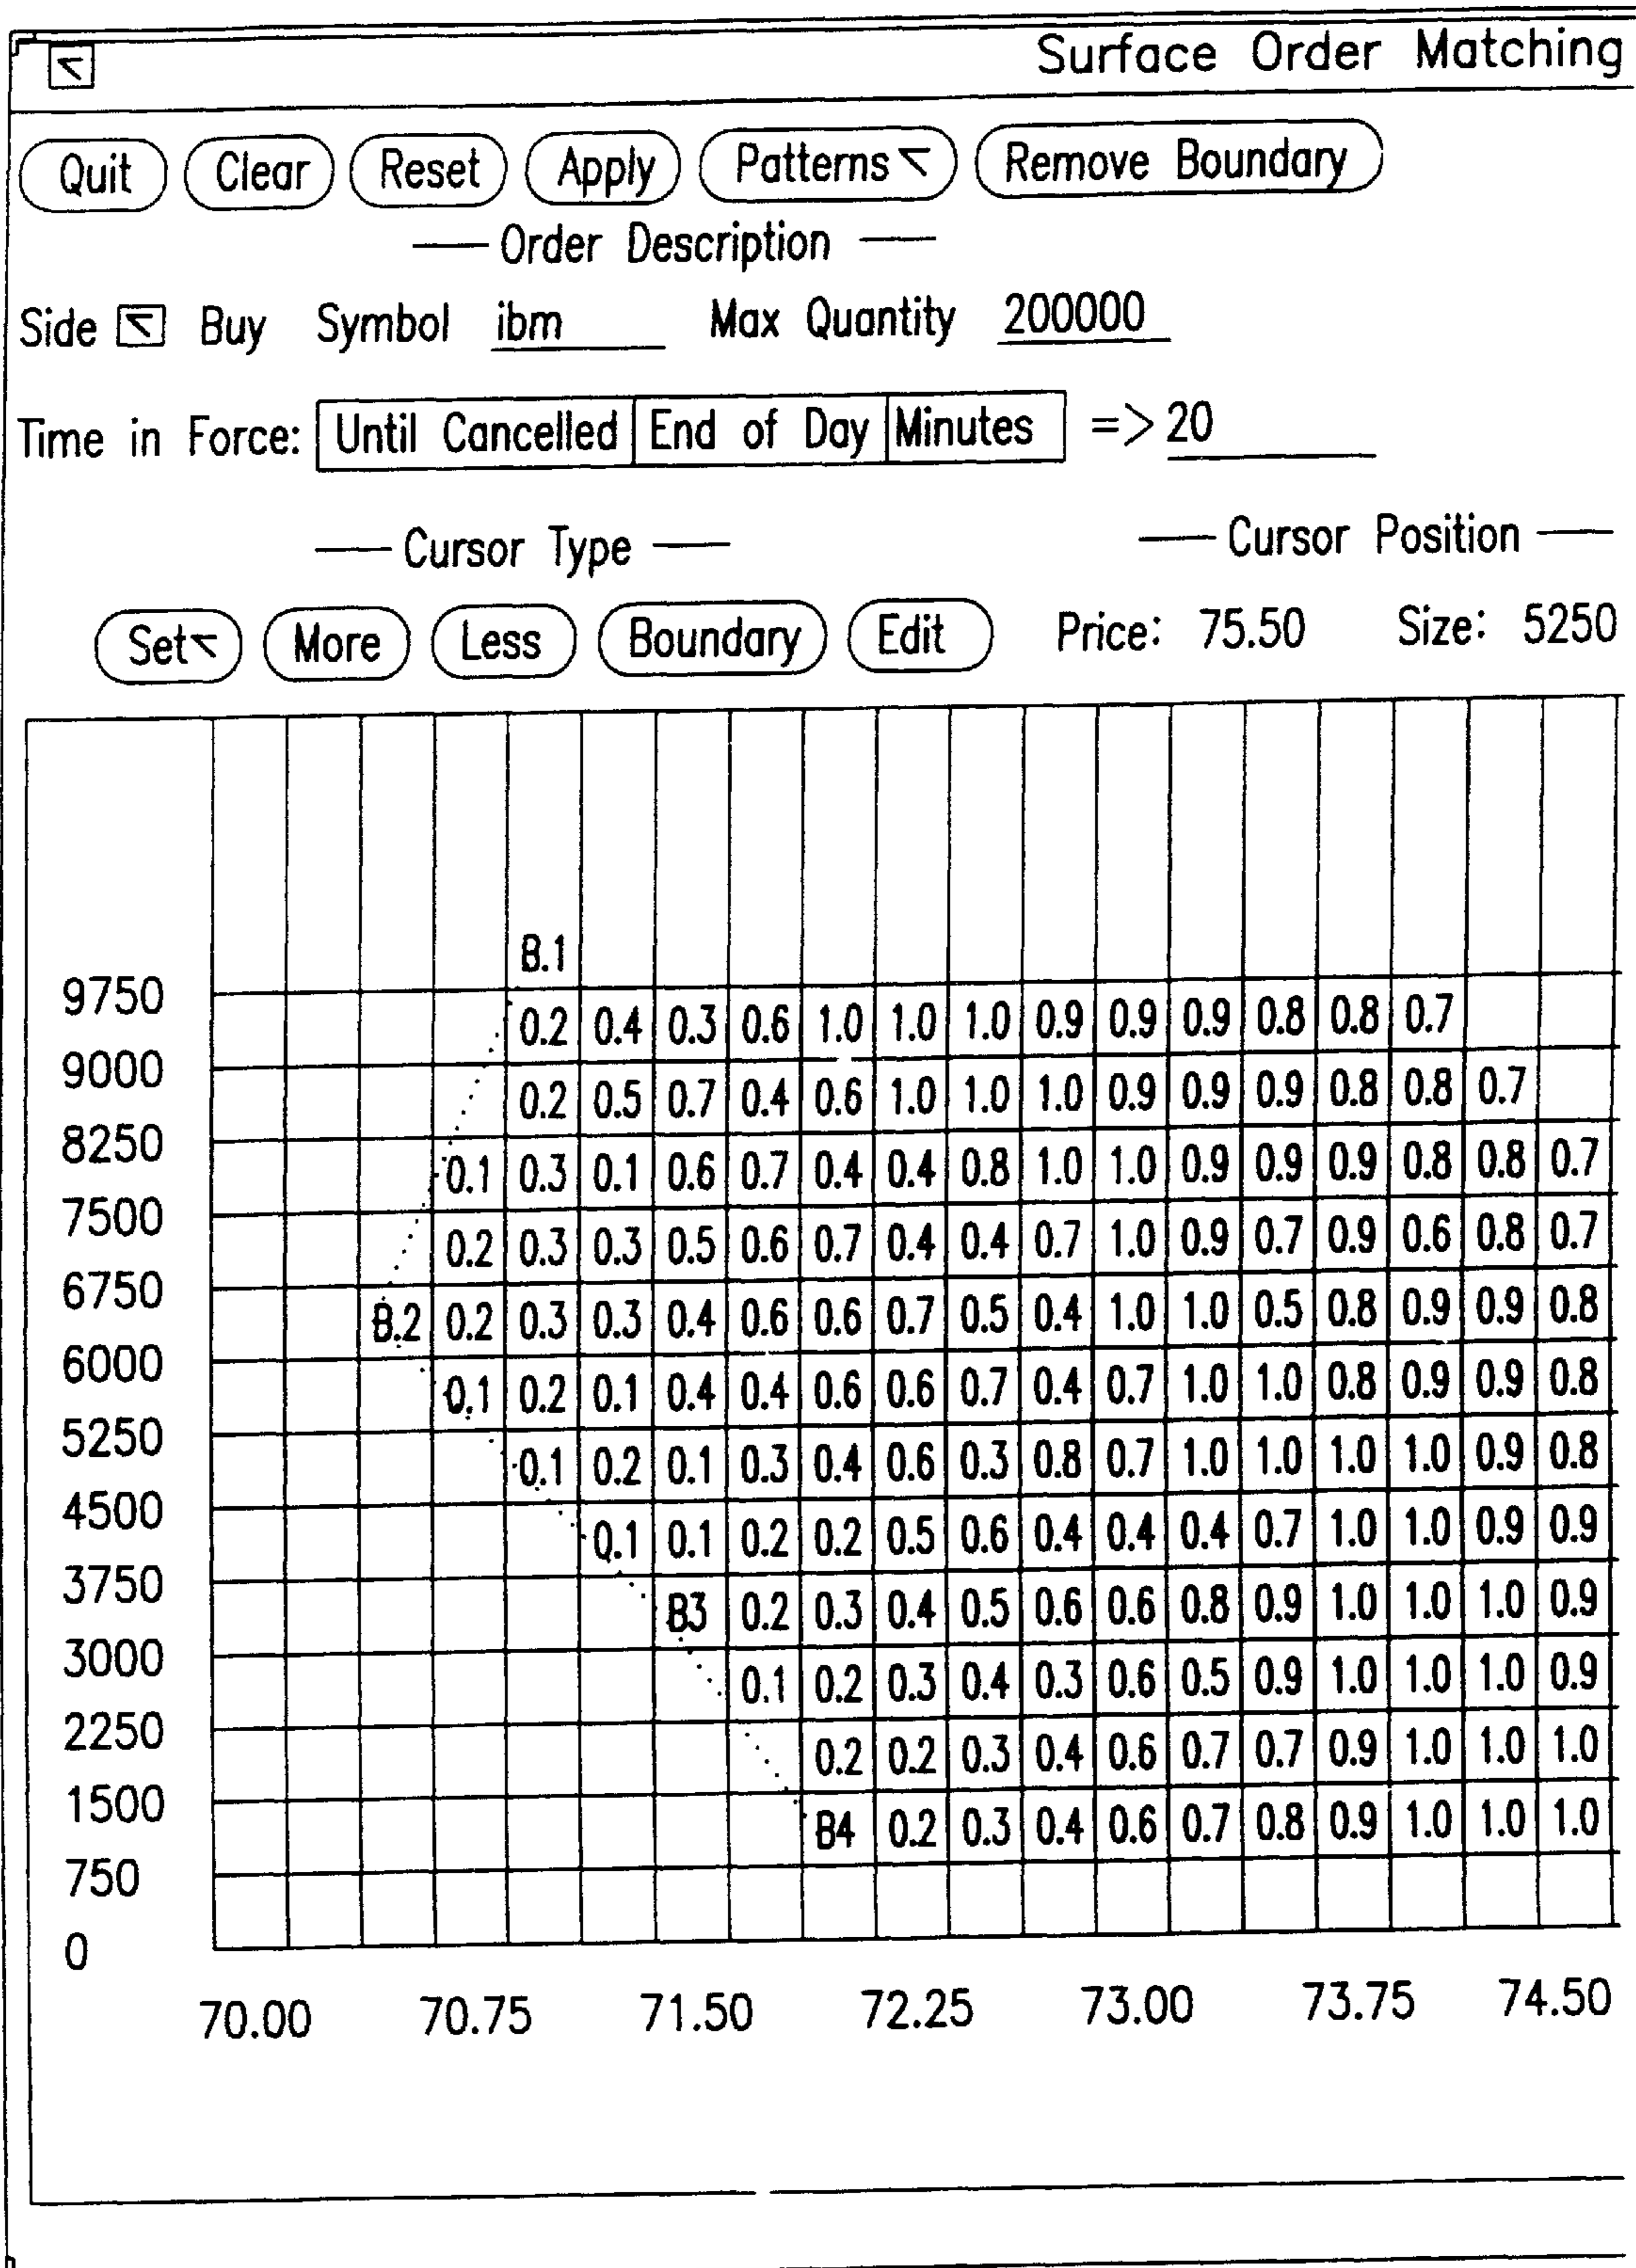 Surface Order Matching
Quit Clear Reset Apply Patterns Remove Boundary
Order Description
Side Buy Symbol ibm Max Quantity 200000
Time in Force: Until Cancelled End of Day Minutes => 20
Cursor Type Cursor Position
Set More Less Boundary Edit Price: 75.50 Size: 5250
B.1
9750
0.2 0.4 0.3 0.6 1.0 1.0 1.0 0.9 0.9 0.9 0.8 0.8 0.7
9000
0.2 0.5 0.7 0.4 0.6 1.0 1.0 1.0 0.9 0.9 0.9 0.8 0.8 0.7
8250
0.1 0.3 0.1 0.6 0.7 0.4 0.4 0.8 1.0 1.0 0.9 0.9 0.9 0.8 0.8 0.7
7500
0.2 0.3 0.3 0.5 0.6 0.7 0.4 0.4 0.7 1.0 0.9 0.7 0.9 0.6 0.8 0.7
6750
B.2 0.2 0.3 0.3 0.4 0.6 0.6 0.7 0.5 0.4 1.0 1.0 0.5 0.8 0.9 0.9 0.8
6000
0.1 0.2 0.1 0.4 0.4 0.6 0.6 0.7 0.4 0.7 1.0 1.0 0.8 0.9 0.9 0.8
5250
0.1 0.2 0.1 0.3 0.4 0.6 0.3 0.8 0.7 1.0 1.0 1.0 1.0 0.9 0.8
4500
0.1 0.1 0.2 0.2 0.5 0.6 0.4 0.4 0.4 0.7 1.0 1.0 0.9 0.9
3750
B3 0.2 0.3 0.4 0.5 0.6 0.6 0.8 0.9 1.0 1.0 1.0 0.9
3000
0.1 0.2 0.3 0.4 0.3 0.6 0.5 0.9 1.0 1.0 1.0 0.9
2250
0.2 0.2 0.3 0.4 0.6 0.7 0.7 0.9 1.0 1.0 1.0
1500
B4 0.2 0.3 0.4 0.6 0.7 0.8 0.9 1.0 1.0 1.0
750
0
70.00 70.75 71.50 72.25 73.00 73.75 74.50